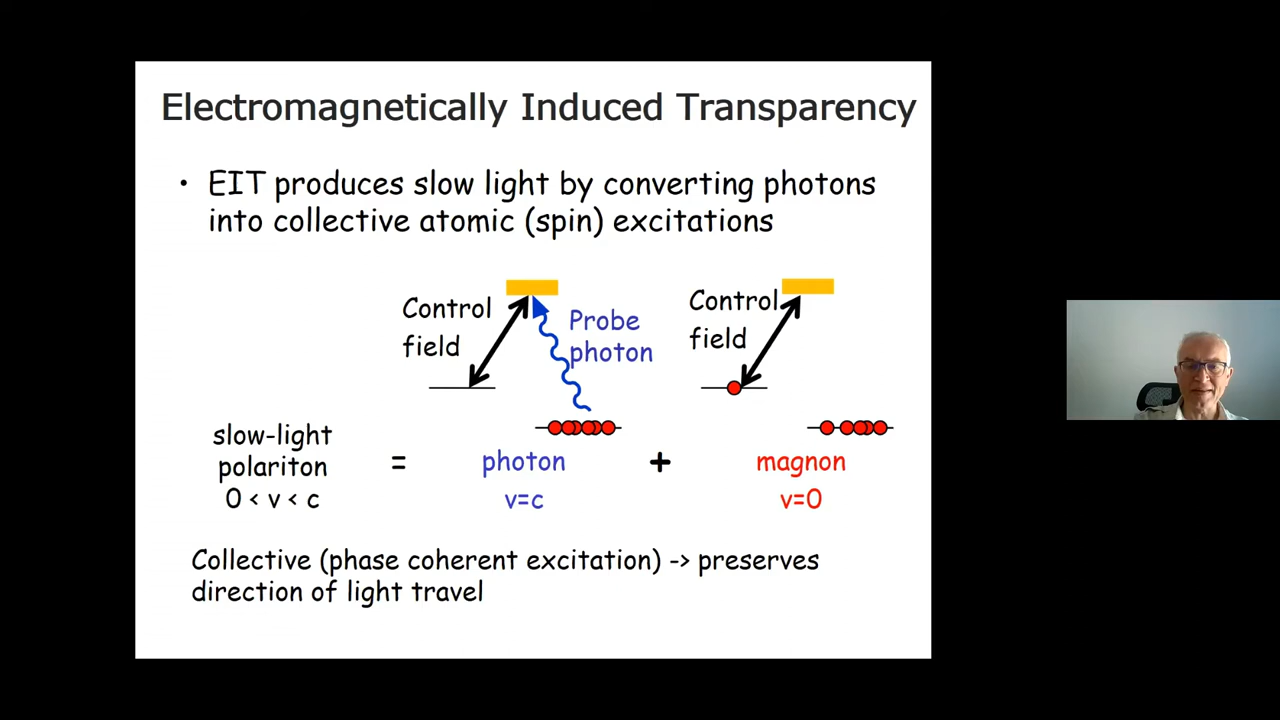 Electromagnetically Induced Transparency
• EIT produces slow light by converting photons
into collective atomic (spin) excitations
Control
field
Probe
photon
Control
field
slow-light
polariton
0 < v < c
=
photon
v=c
+
magnon
v=0
Collective (phase coherent excitation) -> preserves
direction of light travel